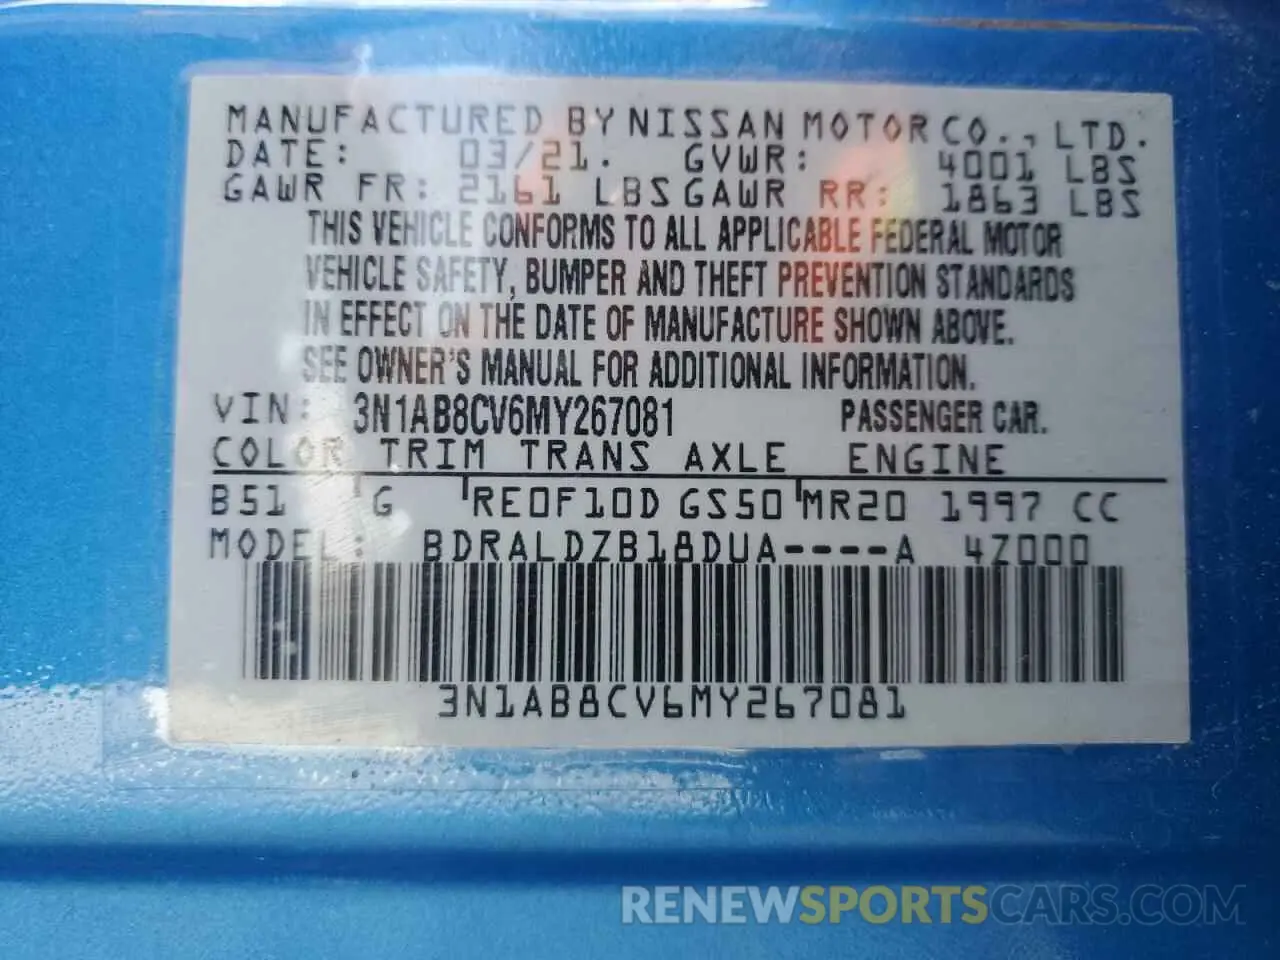 MANUFACTURED BY NISSAN MOTOR CO., LTD.
DATE: 03/21. GVWR: 4001 LBS
GAWR FR: 2161 LBS GAWR RR: 1863 LBS
THIS VEHICLE CONFORMS TO ALL APPLICABLE FEDERAL MOTOR
VEHICLE SAFETY, BUMPER AND THEFT PREVENTION STANDARDS
IN EFFECT ON THE DATE OF MANUFACTURE SHOWN ABOVE.
SEE OWNER'S MANUAL FOR ADDITIONAL INFORMATION.
VIN: 3N1AB8CV6MY267081 PASSENGER CAR.
COLOR TRIM TRANS AXLE ENGINE
B51 G RE0F10D GS50 MR20 1997 CC
MODEL: BDRALDZB18DUA----A 4Z000
3N1AB8CV6MY267081
RENEWSPORTSCARS.COM